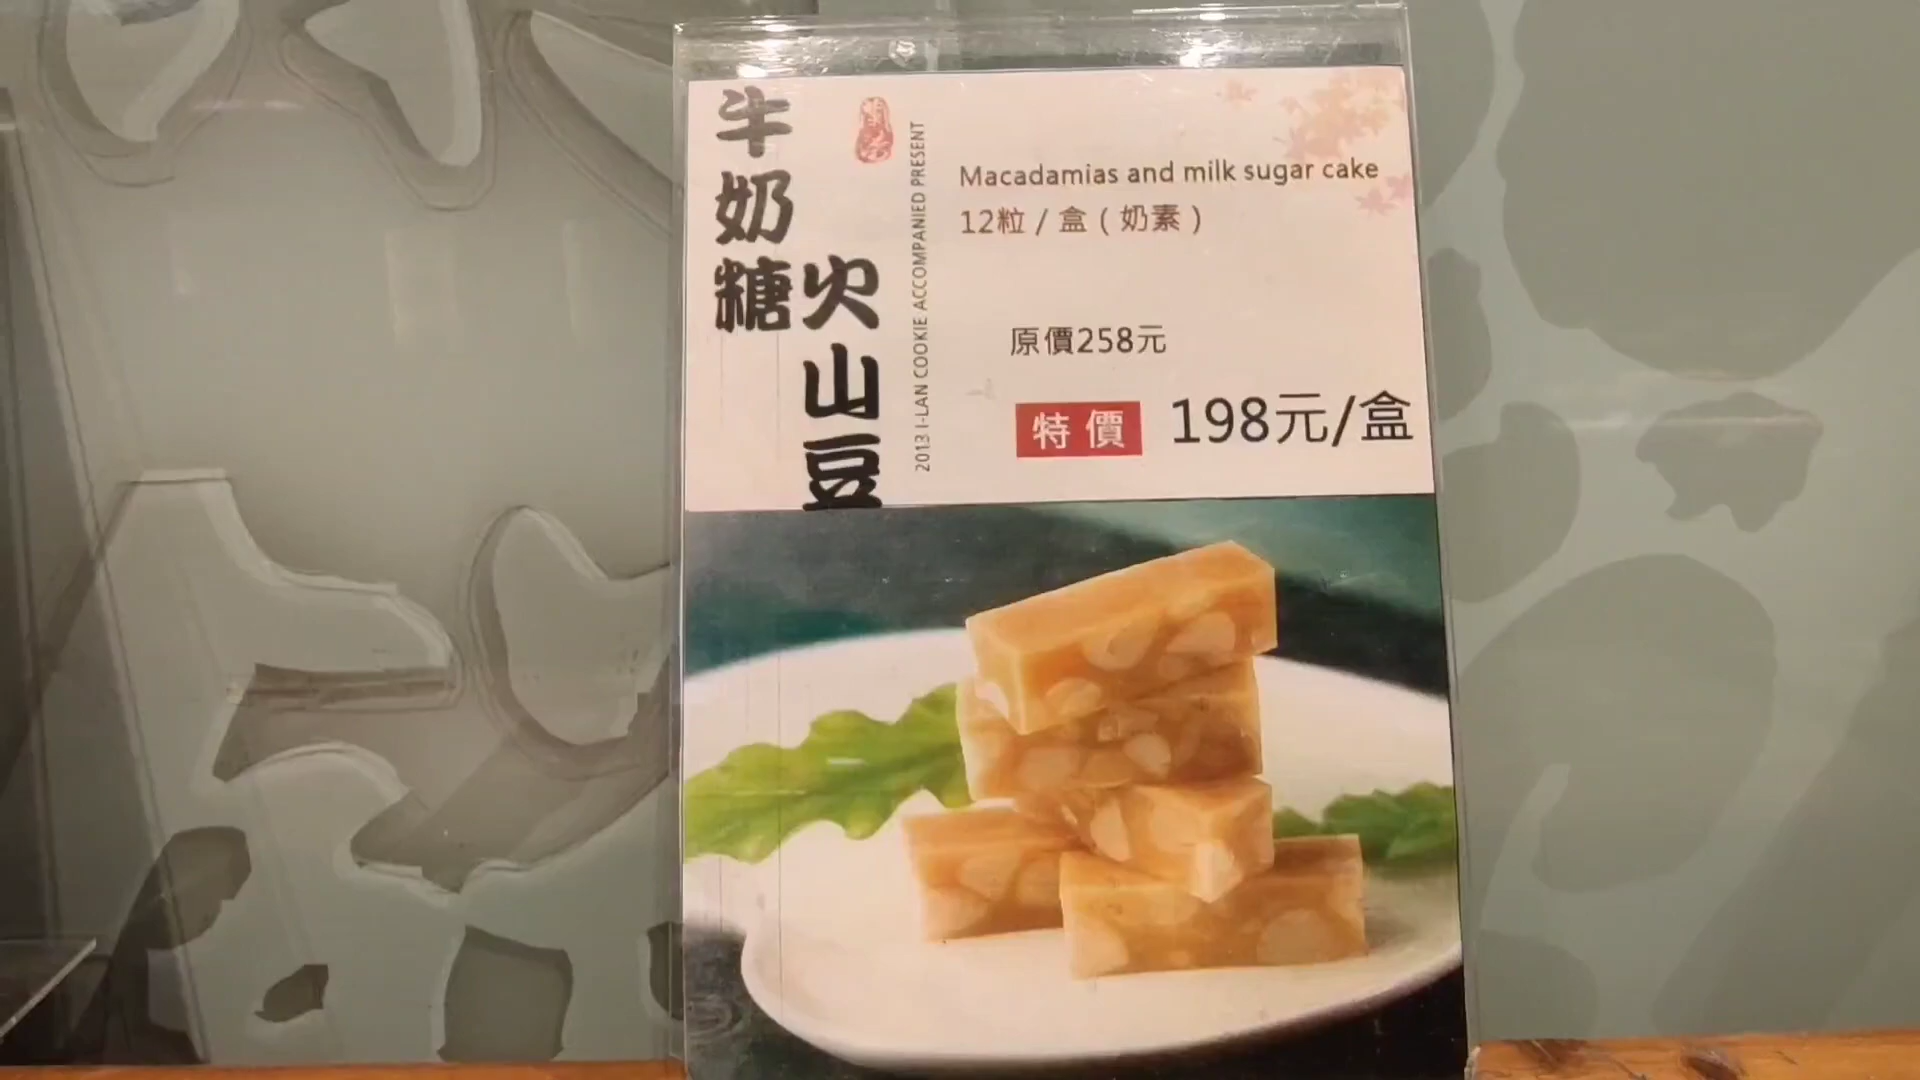 火山豆
牛奶糖
2013 I-LAN COOKIE ACCOMPANIED PRESENT
Macadamias and milk sugar cake
12粒 / 盒 ( 奶素 )
原價258元
特價 198元/盒